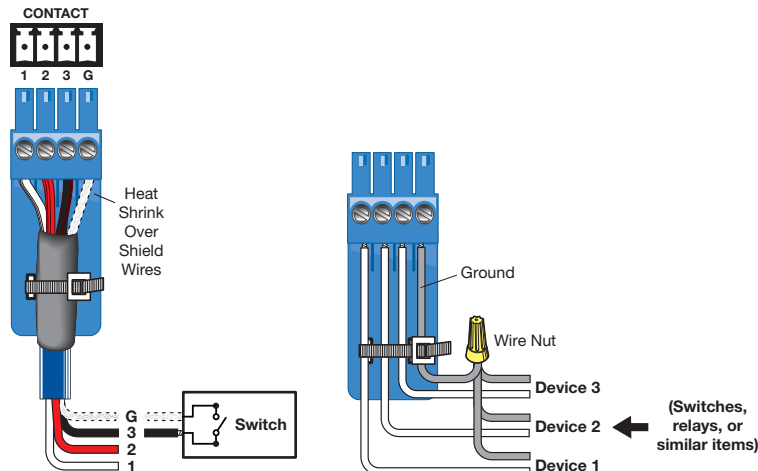 CONTACT
1 2 3 G
Heat
Shrink
Over
Shield
Wires
G
3
2
1
Switch
Ground
Wire Nut
Device 3
Device 2
Device 1
(Switches,
relays, or
similar items)